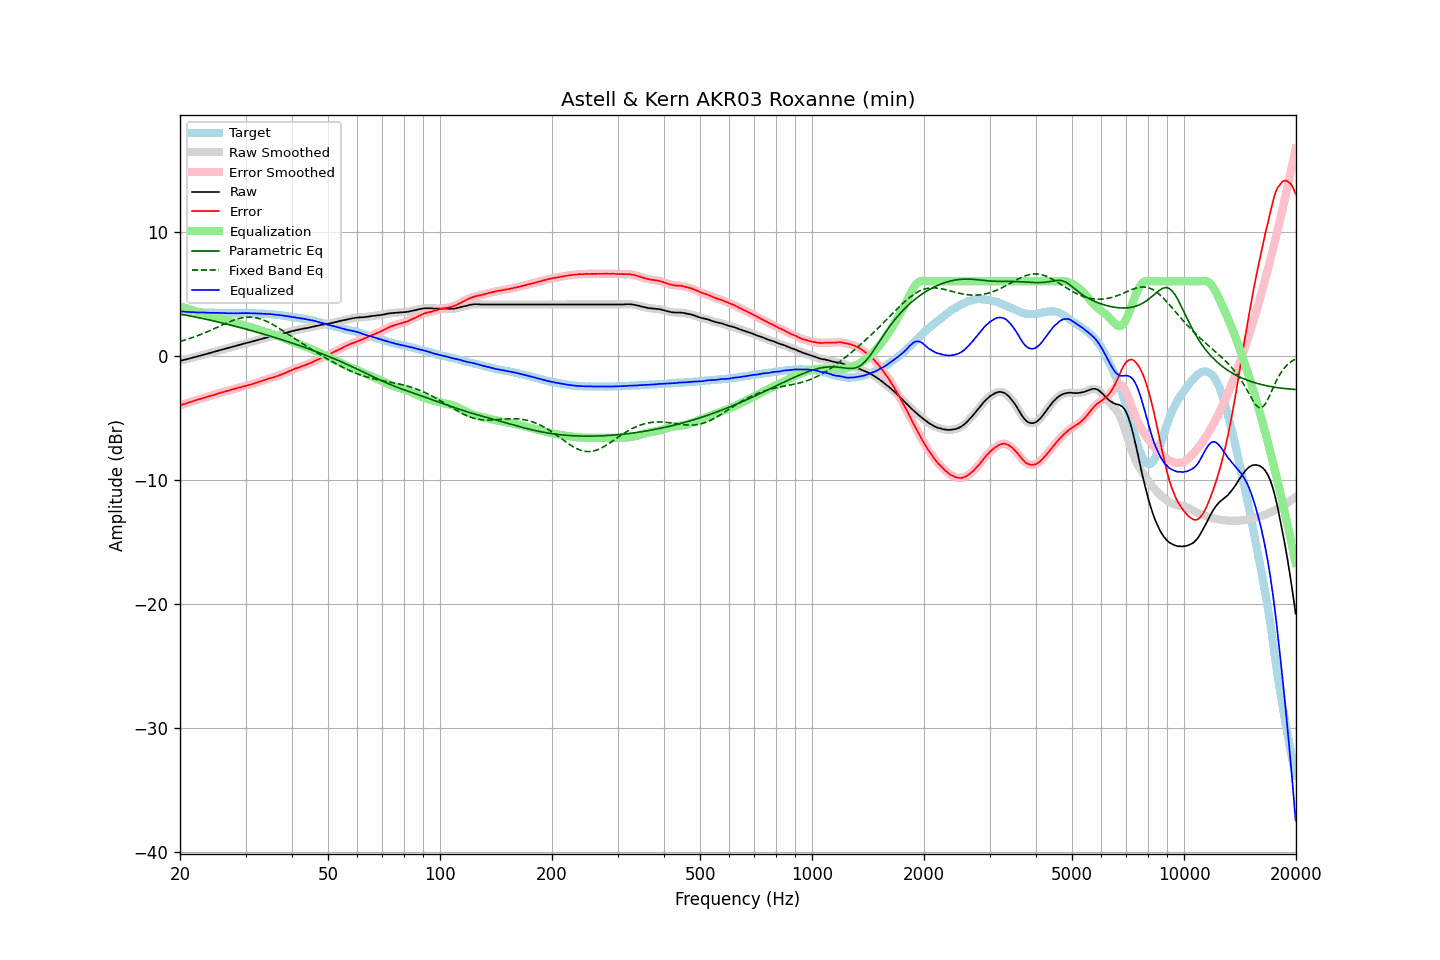 Astell & Kern AKR03 Roxanne (min)
Target
Raw Smoothed
Error Smoothed
Raw
Error
Equalization
Parametric Eq
Fixed Band Eq
Equalized
10
0
−10
−20
−30
−40
Amplitude (dBr)
20 50 100 200 500 1000 2000 5000 10000 20000
Frequency (Hz)